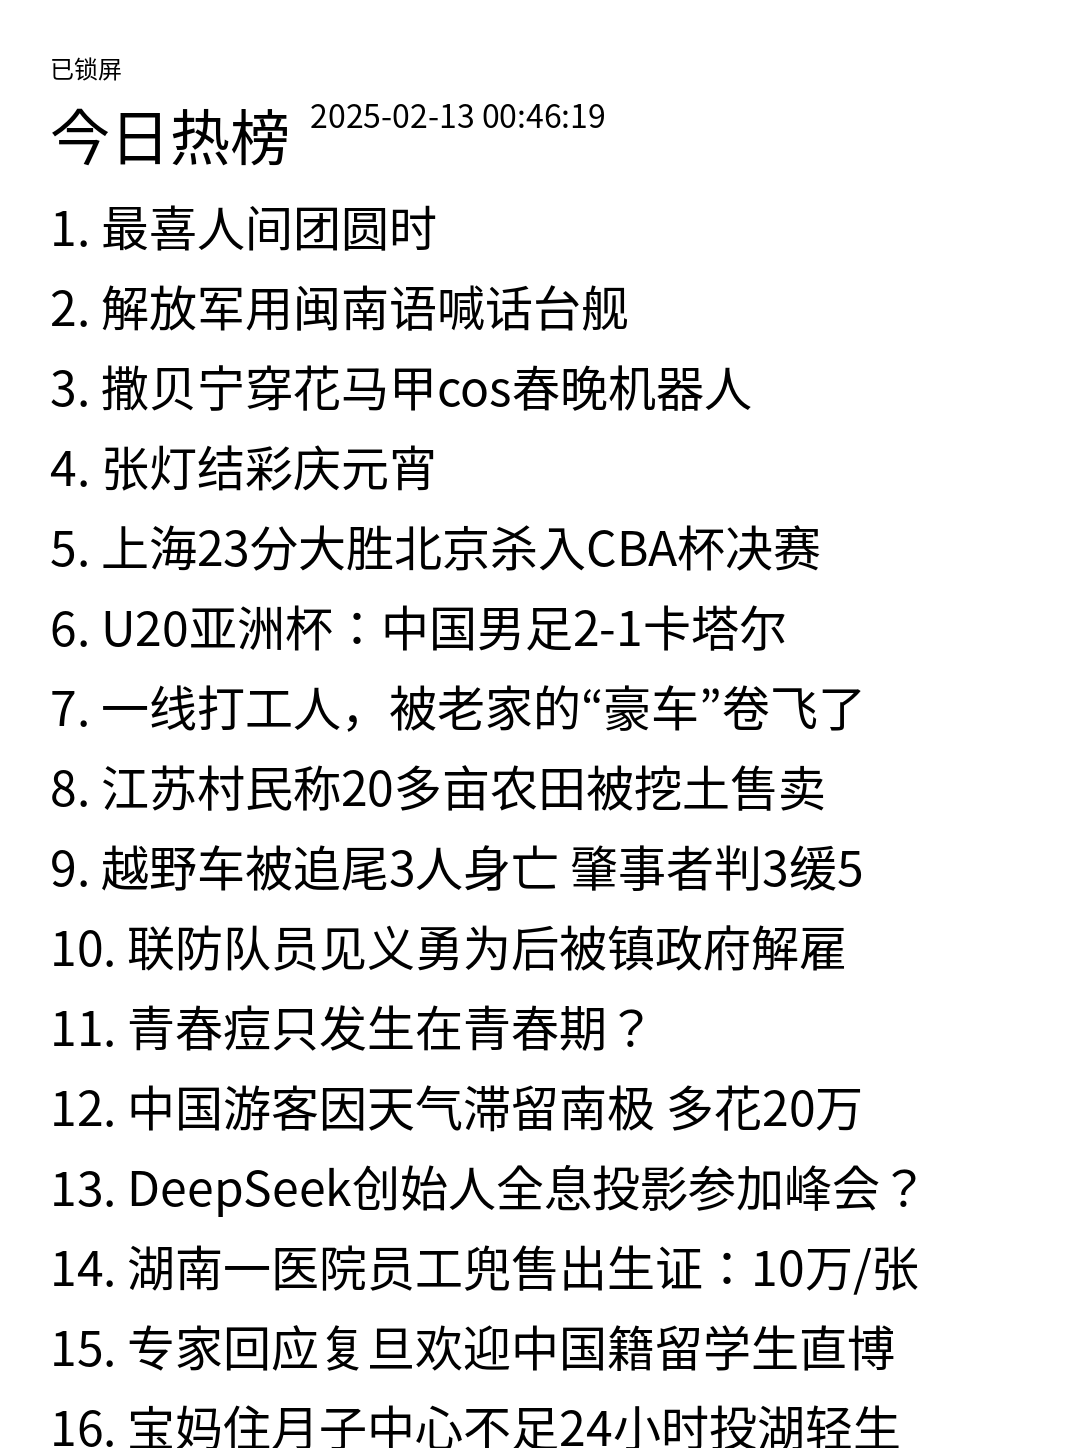 已锁屏
今日热榜 2025-02-13 00:46:19
1. 最喜人间团圆时
2. 解放军用闽南语喊话台舰
3. 撒贝宁穿花马甲cos春晚机器人
4. 张灯结彩庆元宵
5. 上海23分大胜北京杀入CBA杯决赛
6. U20亚洲杯：中国男足2-1卡塔尔
7. 一线打工人，被老家的“豪车”卷飞了
8. 江苏村民称20多亩农田被挖土售卖
9. 越野车被追尾3人身亡 肇事者判3缓5
10. 联防队员见义勇为后被镇政府解雇
11. 青春痘只发生在青春期？
12. 中国游客因天气滞留南极 多花20万
13. DeepSeek创始人全息投影参加峰会？
14. 湖南一医院员工兜售出生证：10万/张
15. 专家回应复旦欢迎中国籍留学生直博
16. 宝妈住月子中心不足24小时投湖轻生